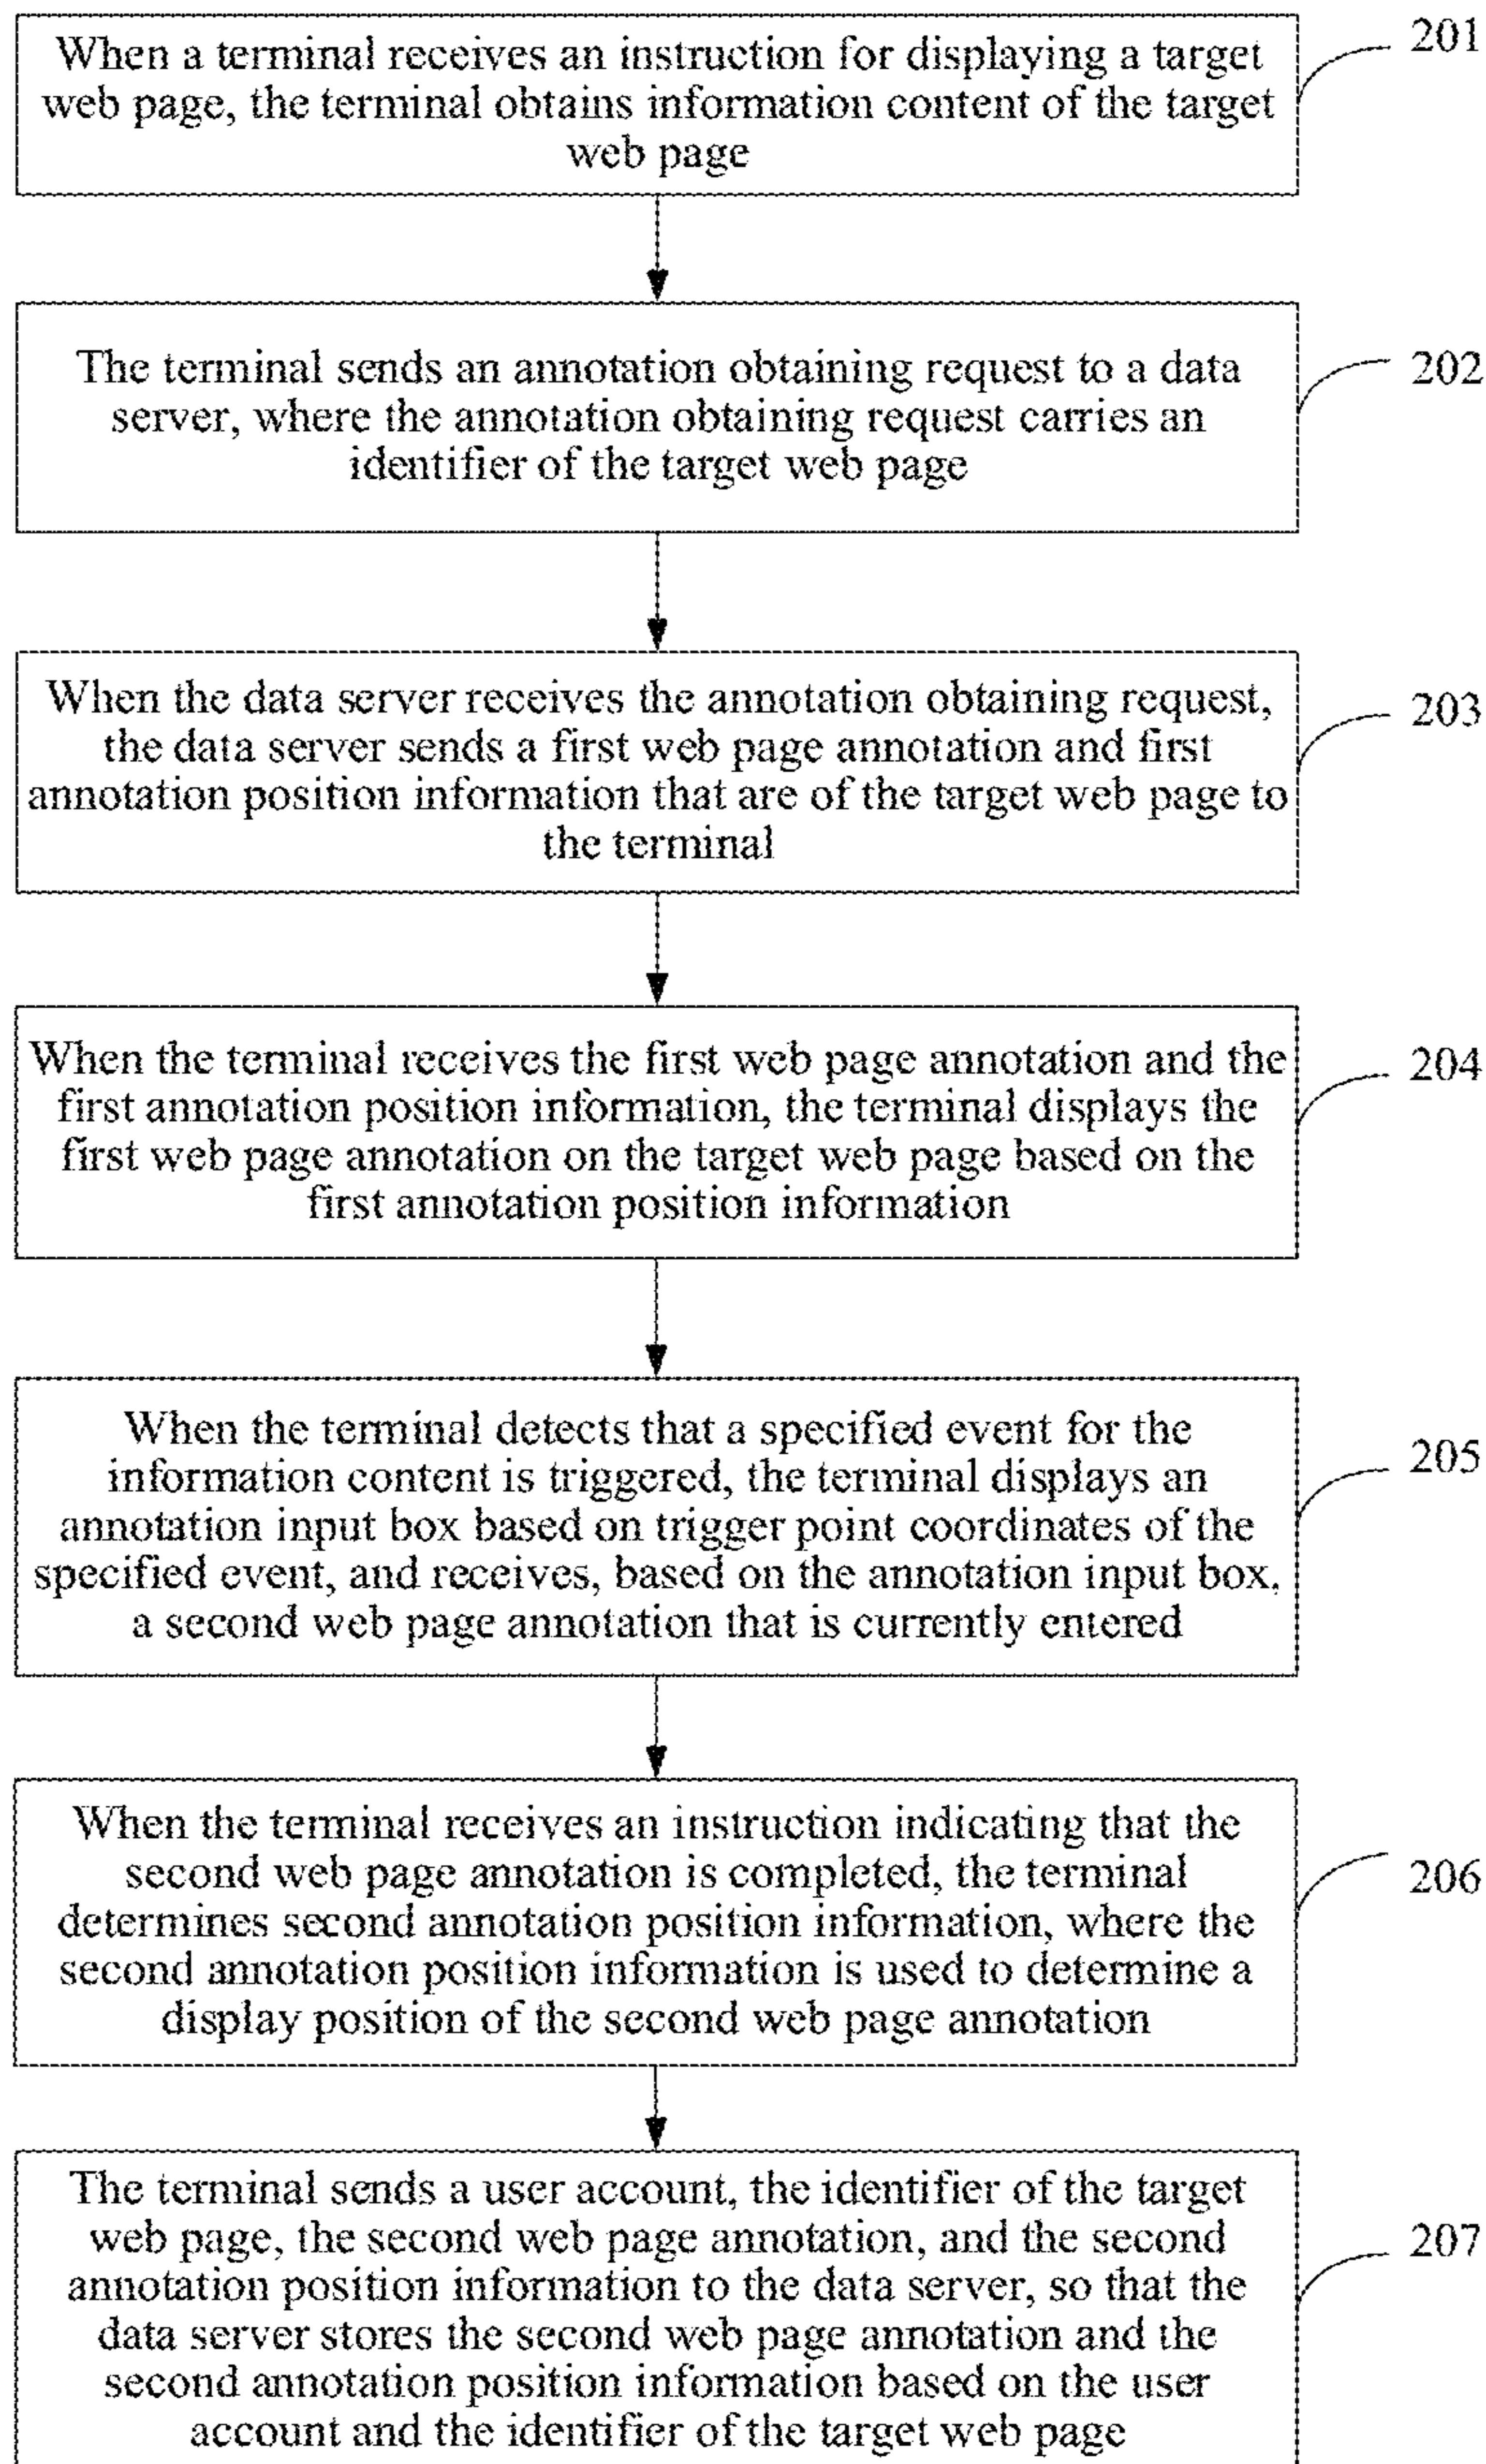 When a terminal receives an instruction for displaying a target
web page, the terminal obtains information content of the target
web page
201
The terminal sends an annotation obtaining request to a data
server, where the annotation obtaining request carries an
identifier of the target web page
202
When the data server receives the annotation obtaining request,
the data server sends a first web page annotation and first
annotation position information that are of the target web page to
the terminal
203
When the terminal receives the first web page annotation and the
first annotation position information, the terminal displays the
first web page annotation on the target web page based on the
first annotation position information
204
When the terminal detects that a specified event for the
information content is triggered, the terminal displays an
annotation input box based on trigger point coordinates of the
specified event, and receives, based on the annotation input box,
a second web page annotation that is currently entered
205
When the terminal receives an instruction indicating that the
second web page annotation is completed, the terminal
determines second annotation position information, where the
second annotation position information is used to determine a
display position of the second web page annotation
206
The terminal sends a user account, the identifier of the target
web page, the second web page annotation, and the second
annotation position information to the data server, so that the
data server stores the second web page annotation and the
second annotation position information based on the user
account and the identifier of the target web page
207